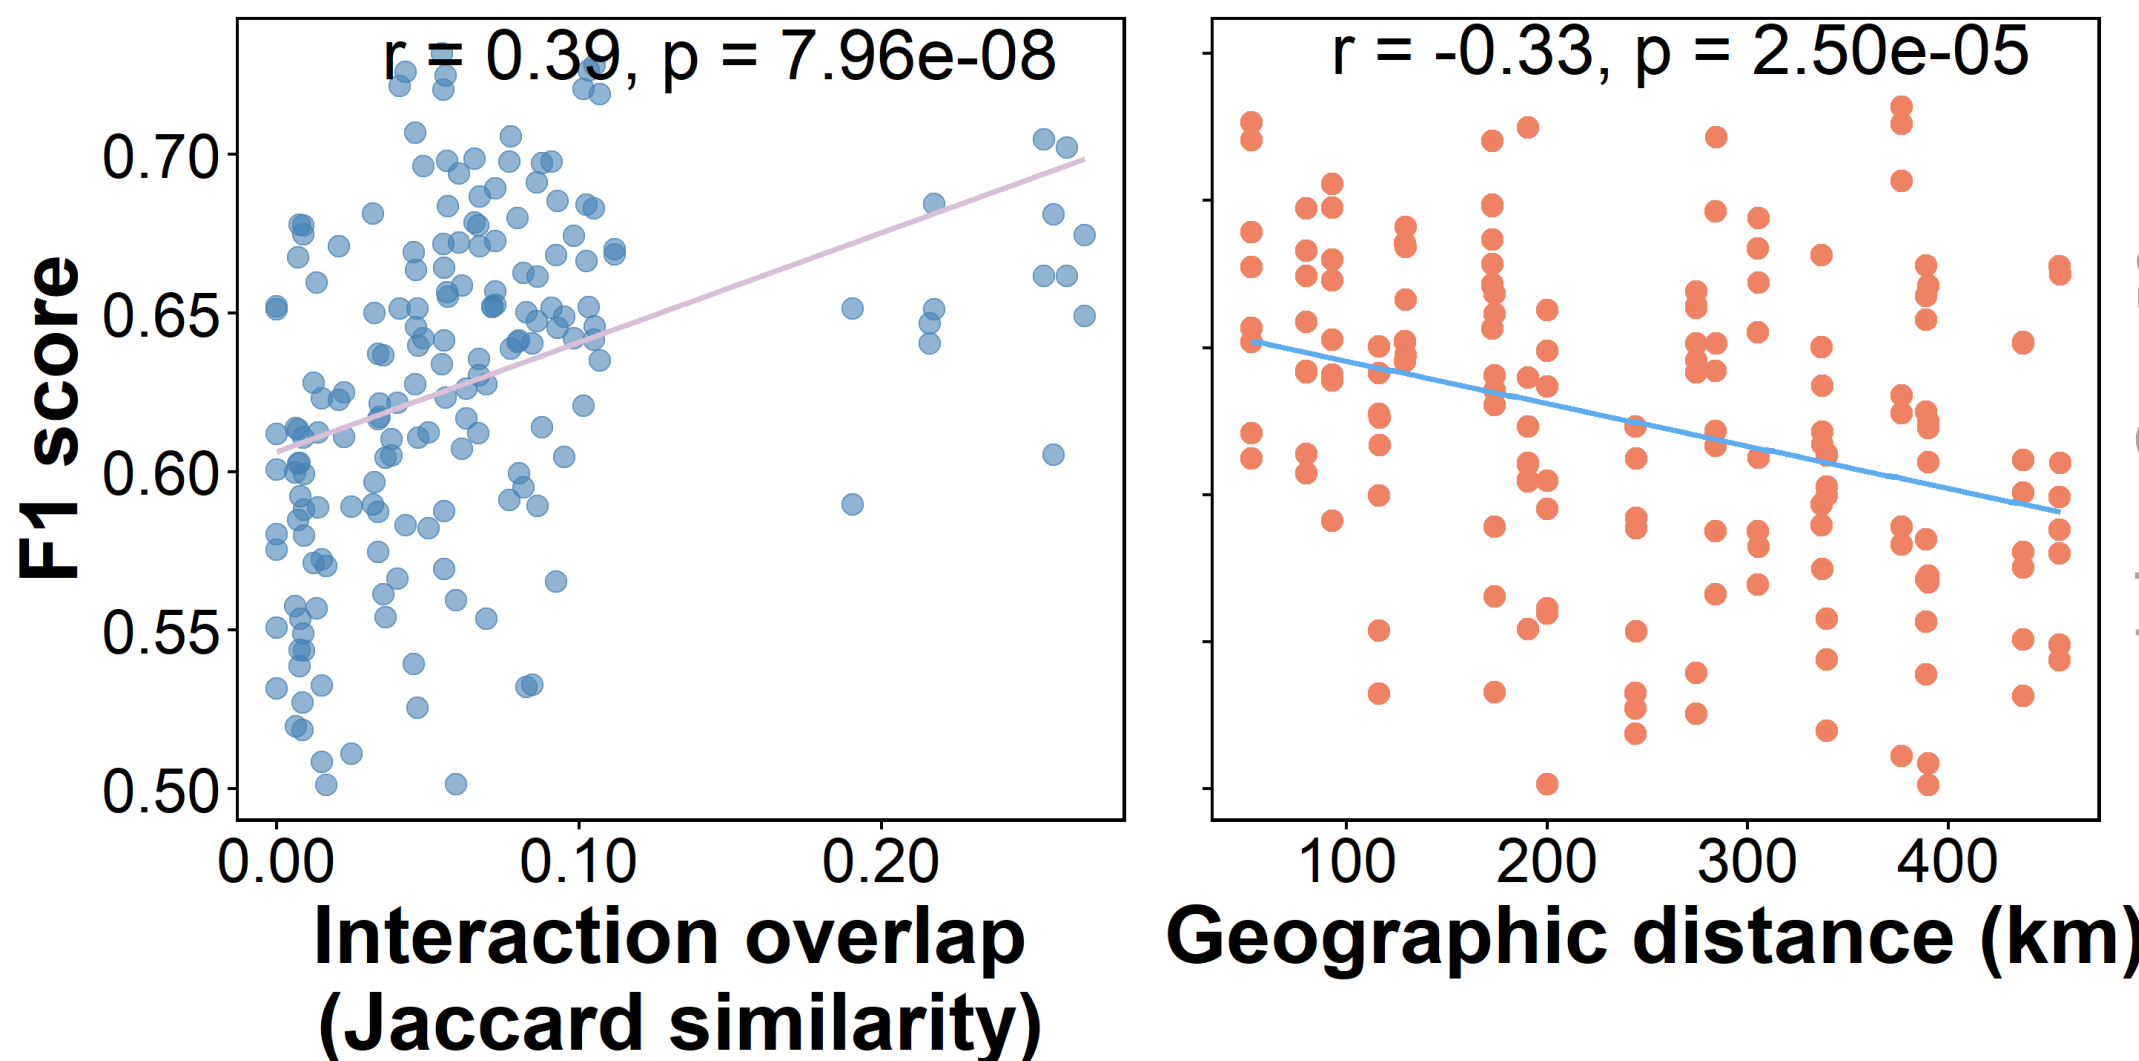 r = 0.39, p = 7.96e-08
r = -0.33, p = 2.50e-05
F1 score
0.70
0.65
0.60
0.55
0.50
0.00 0.10 0.20
100 200 300 400
Interaction overlap
(Jaccard similarity)
Geographic distance (km)